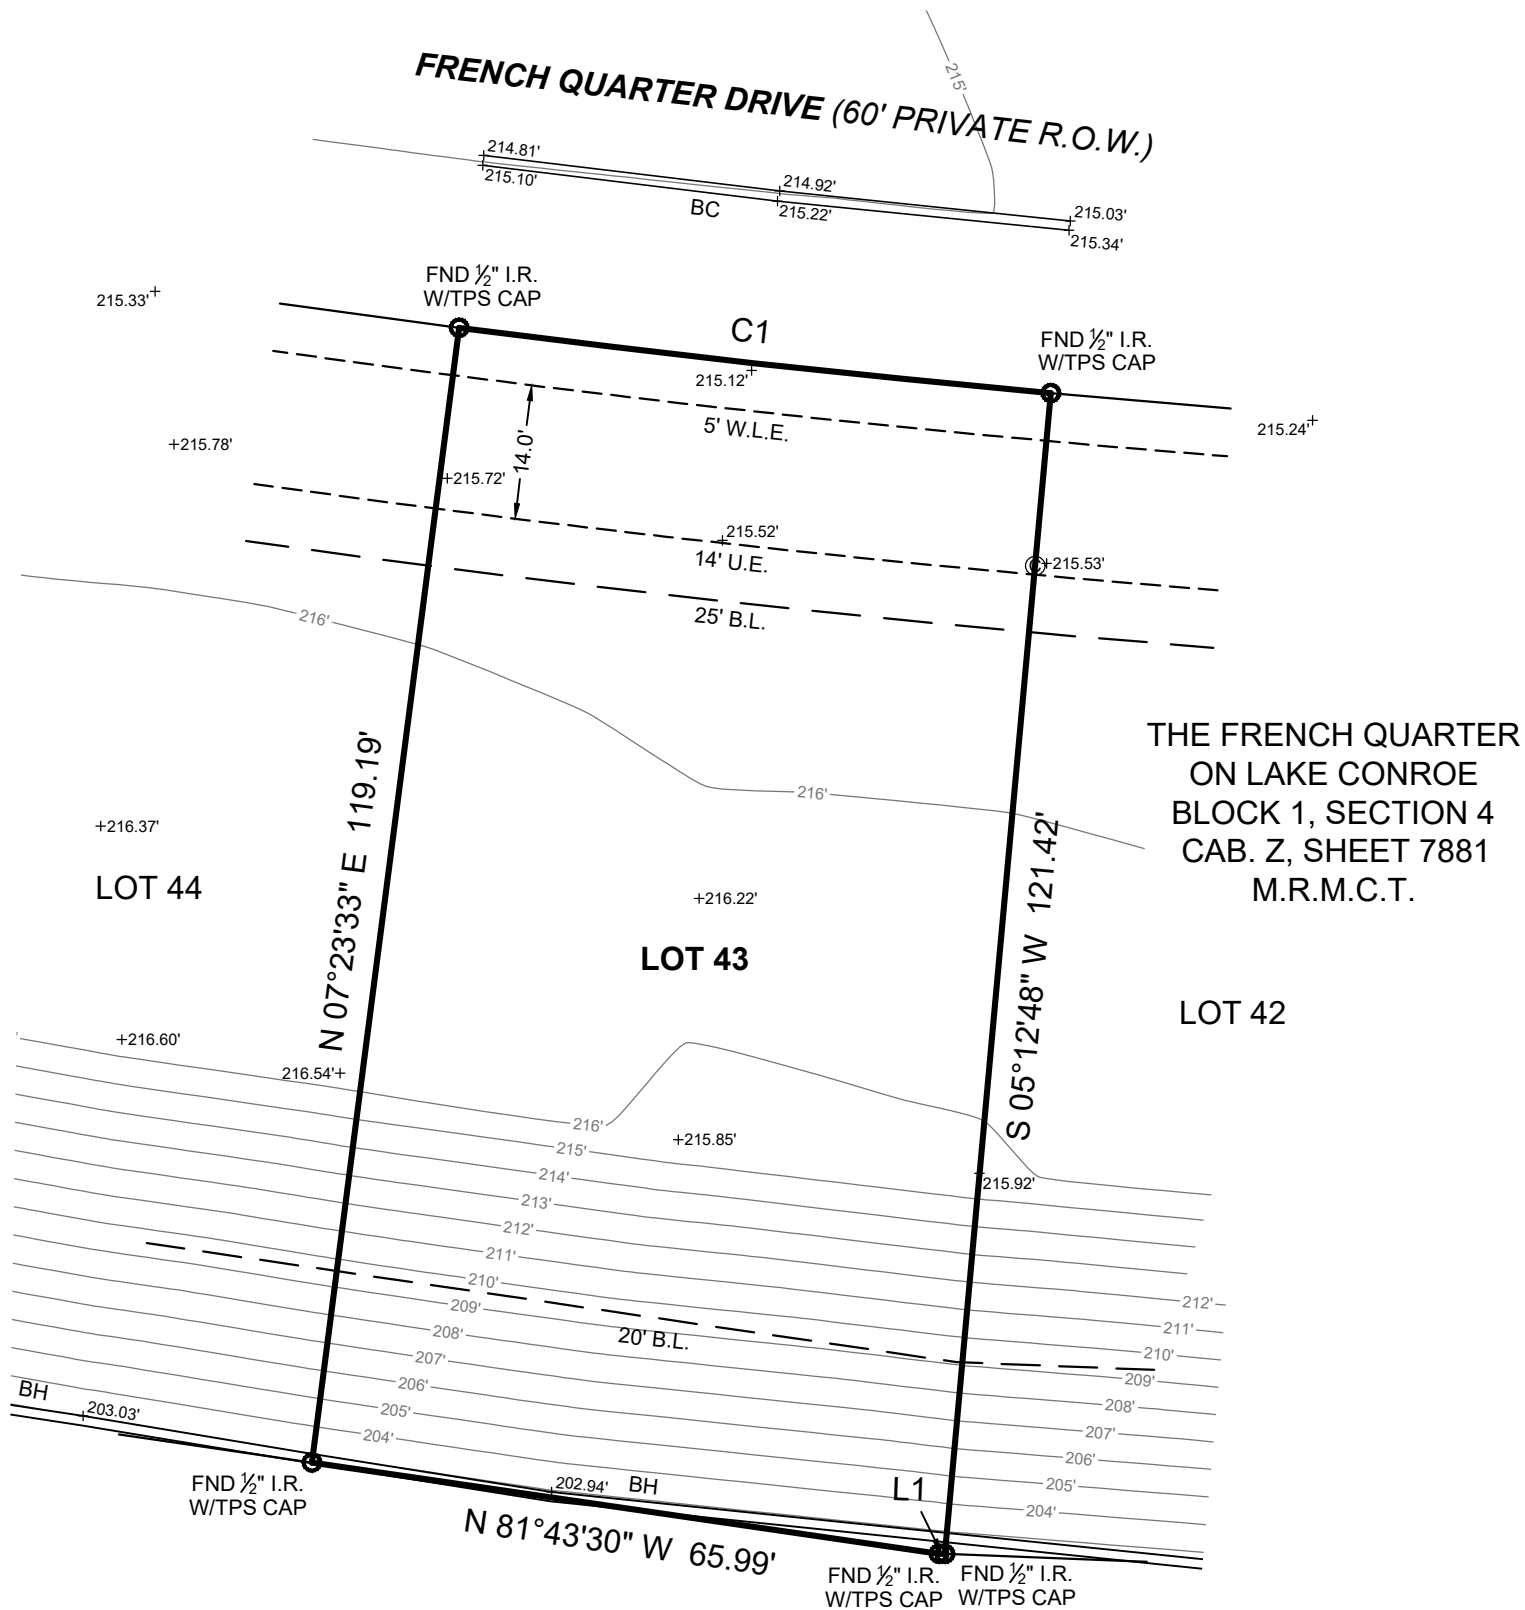 215'
FRENCH QUARTER DRIVE (60' PRIVATE R.O.W.)
214.81'
215.10'
214.92'
BC
215.22'
215.03'
215.34'
FND ½" I.R.
W/TPS CAP
215.33'
C1
FND ½" I.R.
W/TPS CAP
215.12'
5' W.L.E.
215.24'
215.78'
14.0'
215.72'
215.52'
14' U.E.
C
215.53'
25' B.L.
216'
THE FRENCH QUARTER
ON LAKE CONROE
BLOCK 1, SECTION 4
CAB. Z, SHEET 7881
M.R.M.C.T.
216'
N 07°23'33" E 119.19'
S 05°12'48" W 121.42'
216.37'
LOT 44
216.22'
LOT 43
LOT 42
216.60'
216.54'
216'
215'
215.85'
214'
215.92'
213'
212'
211'
210'
209'
208'
207'
206'
205'
204'
20' B.L.
212'
211'
210'
209'
208'
207'
206'
205'
204'
BH
203.03'
FND ½" I.R.
W/TPS CAP
202.94'
BH
L1
N 81°43'30" W 65.99'
FND ½" I.R.
W/TPS CAP
FND ½" I.R.
W/TPS CAP